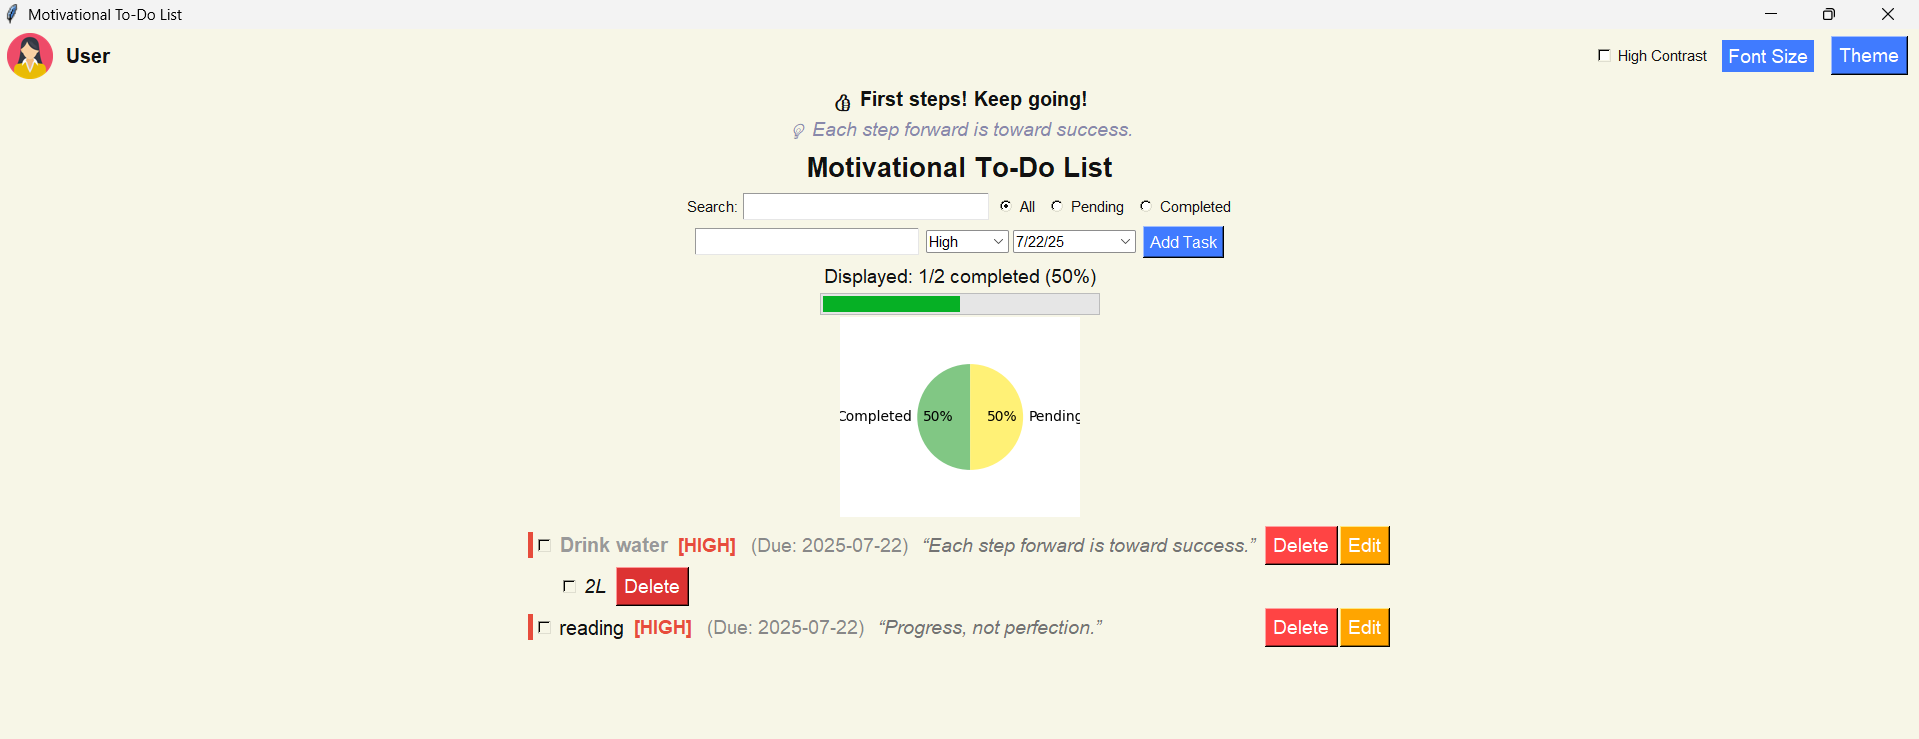 Motivational To-Do List
User
High Contrast Font Size Theme
First steps! Keep going!
Each step forward is toward success.
Motivational To-Do List
Search: All Pending Completed
High 7/22/25 Add Task
Displayed: 1/2 completed (50%)
Completed 50% 50% Pending
Drink water [HIGH] (Due: 2025-07-22) “Each step forward is toward success.” Delete Edit
2L Delete
reading [HIGH] (Due: 2025-07-22) “Progress, not perfection.” Delete Edit